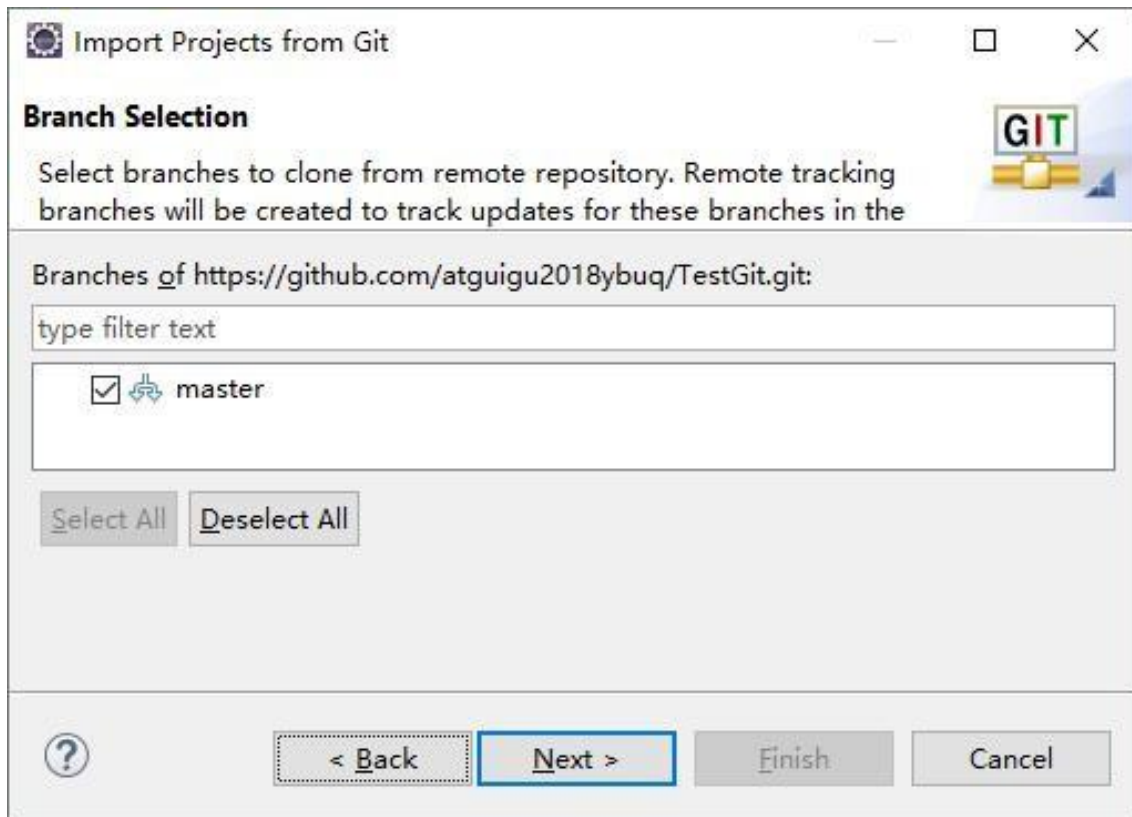 Import Projects from Git
Branch Selection
GIT
Select branches to clone from remote repository. Remote tracking
branches will be created to track updates for these branches in the
Branches of https://github.com/atguigu2018ybuq/TestGit.git:
type filter text
master
Select All
Deselect All
?
< Back
Next >
Finish
Cancel